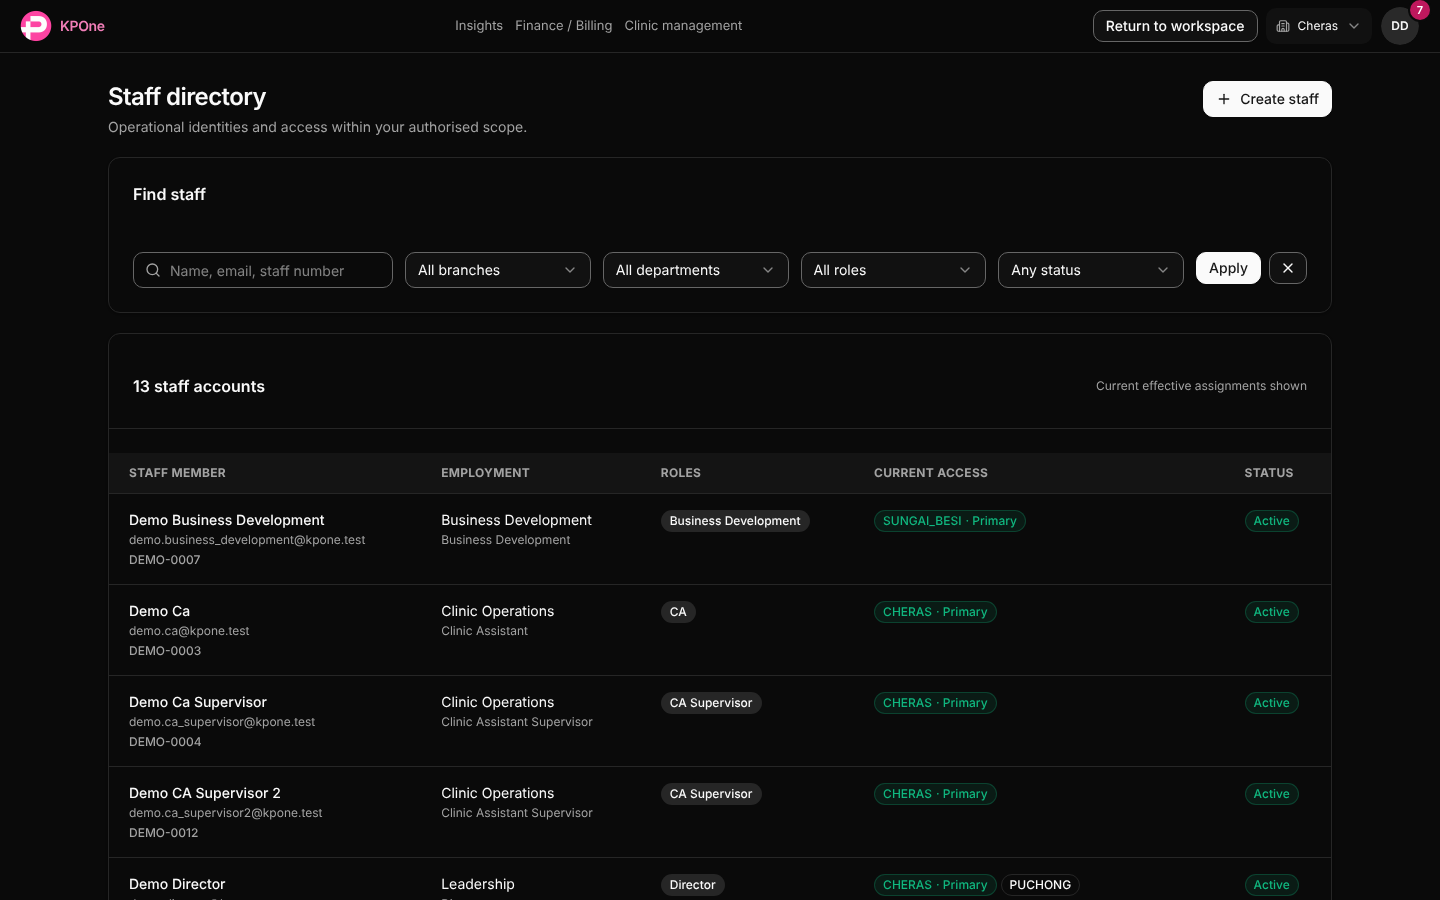 KPOne
Insights Finance / Billing Clinic management
Return to workspace
Cheras
DD
7
Staff directory
Operational identities and access within your authorised scope.
+ Create staff
Find staff
Name, email, staff number
All branches
All departments
All roles
Any status
Apply
13 staff accounts
Current effective assignments shown
STAFF MEMBER EMPLOYMENT ROLES CURRENT ACCESS STATUS
Demo Business Development Business Development Business Development SUNGAI_BESI · Primary Active
demo.business_development@kpone.test Business Development
DEMO-0007
Demo Ca Clinic Operations CA CHERAS · Primary Active
demo.ca@kpone.test Clinic Assistant
DEMO-0003
Demo Ca Supervisor Clinic Operations CA Supervisor CHERAS · Primary Active
demo.ca_supervisor@kpone.test Clinic Assistant Supervisor
DEMO-0004
Demo CA Supervisor 2 Clinic Operations CA Supervisor CHERAS · Primary Active
demo.ca_supervisor2@kpone.test Clinic Assistant Supervisor
DEMO-0012
Demo Director Leadership Director CHERAS · Primary PUCHONG Active